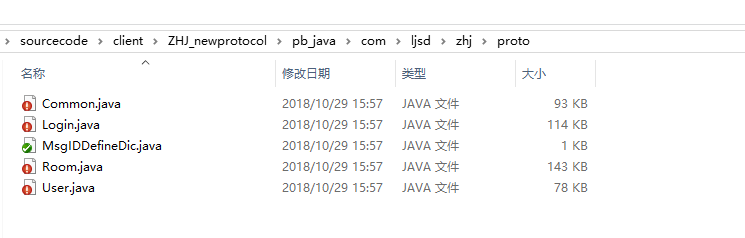 sourcecode > client > ZHJ_newprotocol > pb_java > com > ljsd > zhj > proto
名称 修改日期 类型 大小
Common.java 2018/10/29 15:57 JAVA 文件 93 KB
Login.java 2018/10/29 15:57 JAVA 文件 114 KB
MsgIDDefineDic.java 2018/10/29 15:57 JAVA 文件 1 KB
Room.java 2018/10/29 15:57 JAVA 文件 143 KB
User.java 2018/10/29 15:57 JAVA 文件 78 KB